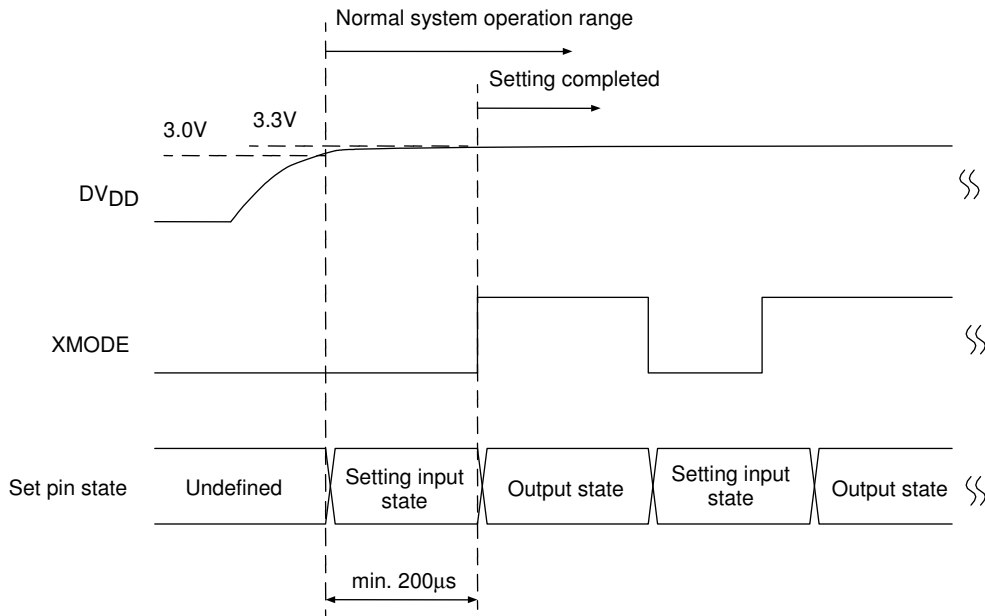 Normal system operation range
Setting completed
3.0V
3.3V
DVDD
XMODE
Set pin state
Undefined
Setting input
state
Output state
Setting input
state
Output state
min. 200μs